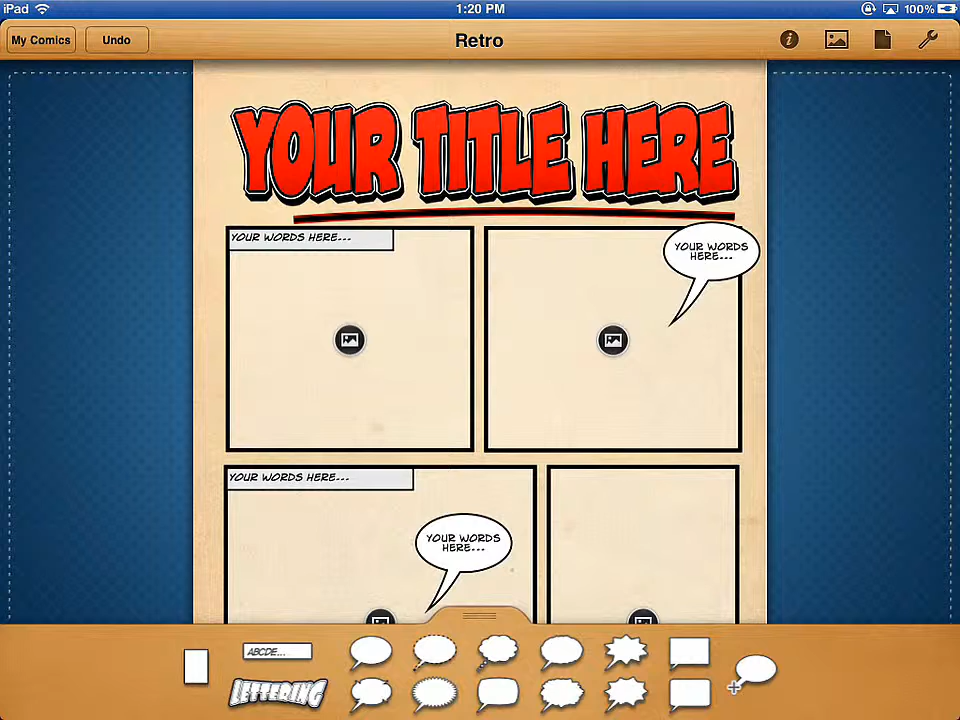 iPad 1:20 PM 100%
My Comics Undo Retro
YOUR TITLE HERE
YOUR WORDS HERE...
YOUR WORDS
HERE...
YOUR WORDS HERE...
YOUR WORDS
HERE...
ABCDE...
LETTERING